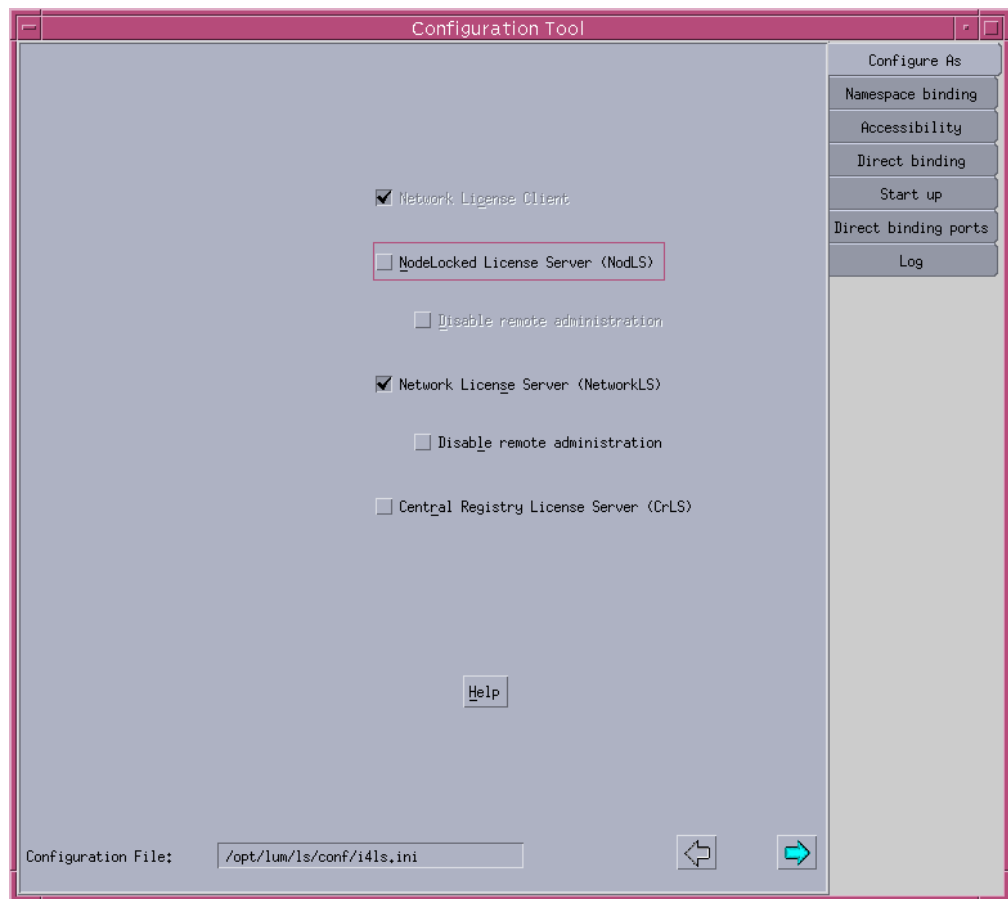 Configuration Tool
Configure As
Namespace binding
Accessibility
Direct binding
Start up
Direct binding ports
Log
Network License Client
NodeLocked License Server (NodLS)
Disable remote administration
Network License Server (NetworkLS)
Disable remote administration
Central Registry License Server (CrLS)
Help
Configuration File:
/opt/lum/ls/conf/i4ls.ini